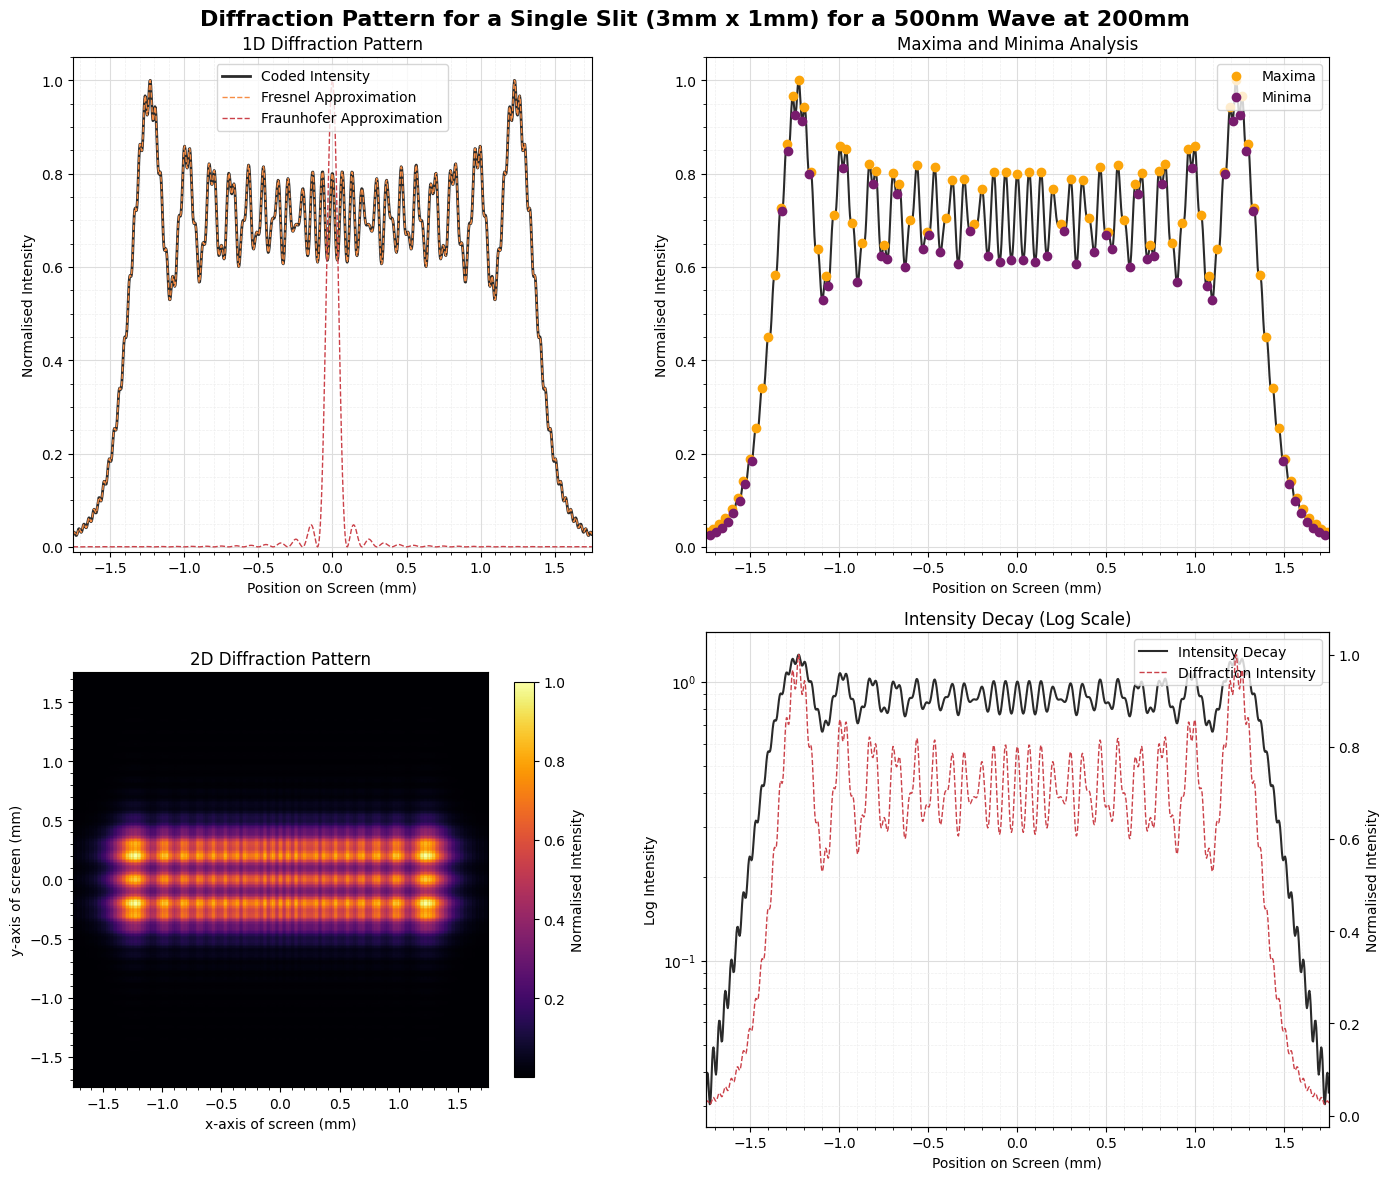 Diffraction Pattern for a Single Slit (3mm x 1mm) for a 500nm Wave at 200mm
1D Diffraction Pattern
Coded Intensity
Fresnel Approximation
Fraunhofer Approximation
1.0
0.8
0.6
0.4
0.2
0.0
Normalised Intensity
−1.5 −1.0 −0.5 0.0 0.5 1.0 1.5
Position on Screen (mm)
Maxima and Minima Analysis
Maxima
Minima
1.0
0.8
0.6
0.4
0.2
0.0
Normalised Intensity
−1.5 −1.0 −0.5 0.0 0.5 1.0 1.5
Position on Screen (mm)
2D Diffraction Pattern
1.5
1.0
0.5
0.0
−0.5
−1.0
−1.5
y-axis of screen (mm)
−1.5 −1.0 −0.5 0.0 0.5 1.0 1.5
x-axis of screen (mm)
1.0
0.8
0.6
0.4
0.2
Normalised Intensity
Intensity Decay (Log Scale)
Intensity Decay
Diffraction Intensity
10⁰
10⁻¹
Log Intensity
1.0
0.8
0.6
0.4
0.2
0.0
Normalised Intensity
−1.5 −1.0 −0.5 0.0 0.5 1.0 1.5
Position on Screen (mm)